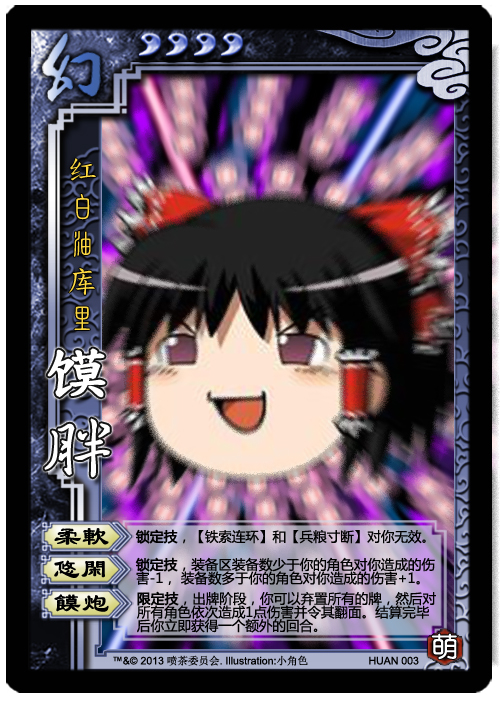 幻
红白油库里
馍胖
柔軟
锁定技，【铁索连环】和【兵粮寸断】对你无效。
悠閑
锁定技，装备区装备数少于你的角色对你造成的伤
害-1， 装备数多于你的角色对你造成的伤害+1。
饃炮
限定技，出牌阶段，你可以弃置所有的牌，然后对
所有角色依次造成1点伤害并令其翻面。结算完毕
后你立即获得一个额外的回合。
萌
™&© 2013 喷茶委员会. Illustration:小角色
HUAN 003